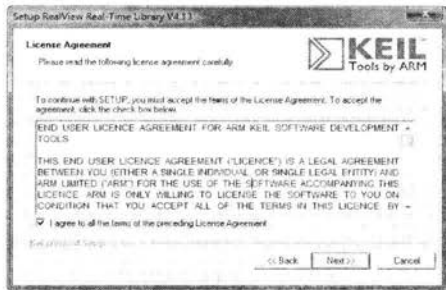 Setup RealView Real-Time Library V4.13
License Agreement
Please read the following license agreement carefully.
KEIL
Tools by ARM
To continue with SETUP, you must accept the terms of the License Agreement. To accept the
agreement, click the check box below.
END USER LICENCE AGREEMENT FOR ARM KEIL SOFTWARE DEVELOPMENT
TOOLS
THIS END USER LICENCE AGREEMENT ("LICENCE") IS A LEGAL AGREEMENT
BETWEEN YOU (EITHER A SINGLE INDIVIDUAL, OR SINGLE LEGAL ENTITY) AND
ARM LIMITED ("ARM") FOR THE USE OF THE SOFTWARE ACCOMPANYING THIS
LICENCE. ARM IS ONLY WILLING TO LICENSE THE SOFTWARE TO YOU ON
CONDITION THAT YOU ACCEPT ALL OF THE TERMS IN THIS LICENCE. BY
I agree to all the terms of the preceding License Agreement
Keil µVision4 Setup
<< Back
Next >>
Cancel